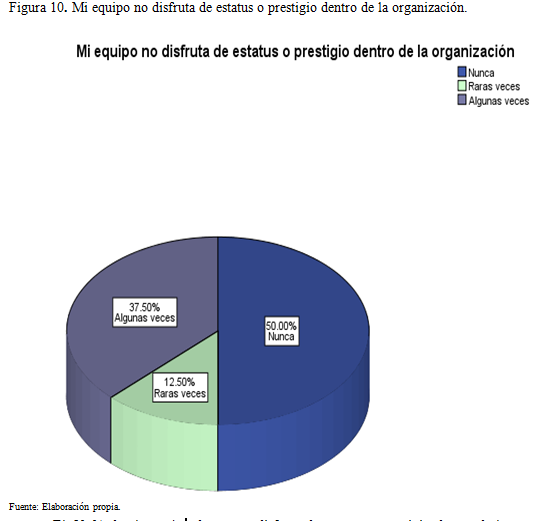 Figura 10. Mi equipo no disfruta de estatus o prestigio dentro de la organización.
Mi equipo no disfruta de estatus o prestigio dentro de la organización
Nunca
Raras veces
Algunas veces
37.50%
Algunas veces
50.00%
Nunca
12.50%
Raras veces
Fuente: Elaboración propia.